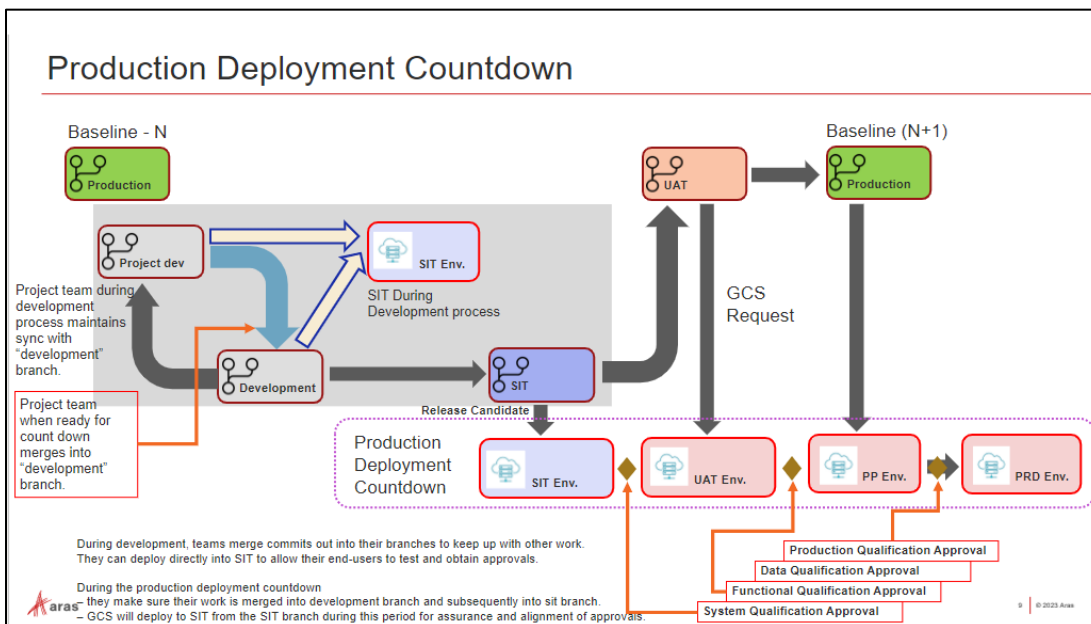 Production Deployment Countdown
Baseline - N
Baseline (N+1)
Production
UAT
Production
Project dev
SIT Env.
Project team during
development
process maintains
sync with
“development”
branch.
SIT During
Development process
GCS
Request
Development
SIT
Release Candidate
Project team
when ready for
count down
merges into
“development”
branch.
Production
Deployment
Countdown
SIT Env.
UAT Env.
PP Env.
PRD Env.
During development, teams merge commits out into their branches to keep up with other work.
They can deploy directly into SIT to allow their end-users to test and obtain approvals.
During the production deployment countdown
– they make sure their work is merged into development branch and subsequently into sit branch.
– GCS will deploy to SIT from the SIT branch during this period for assurance and alignment of approvals.
Production Qualification Approval
Data Qualification Approval
Functional Qualification Approval
System Qualification Approval
aras
9
© 2023 Aras